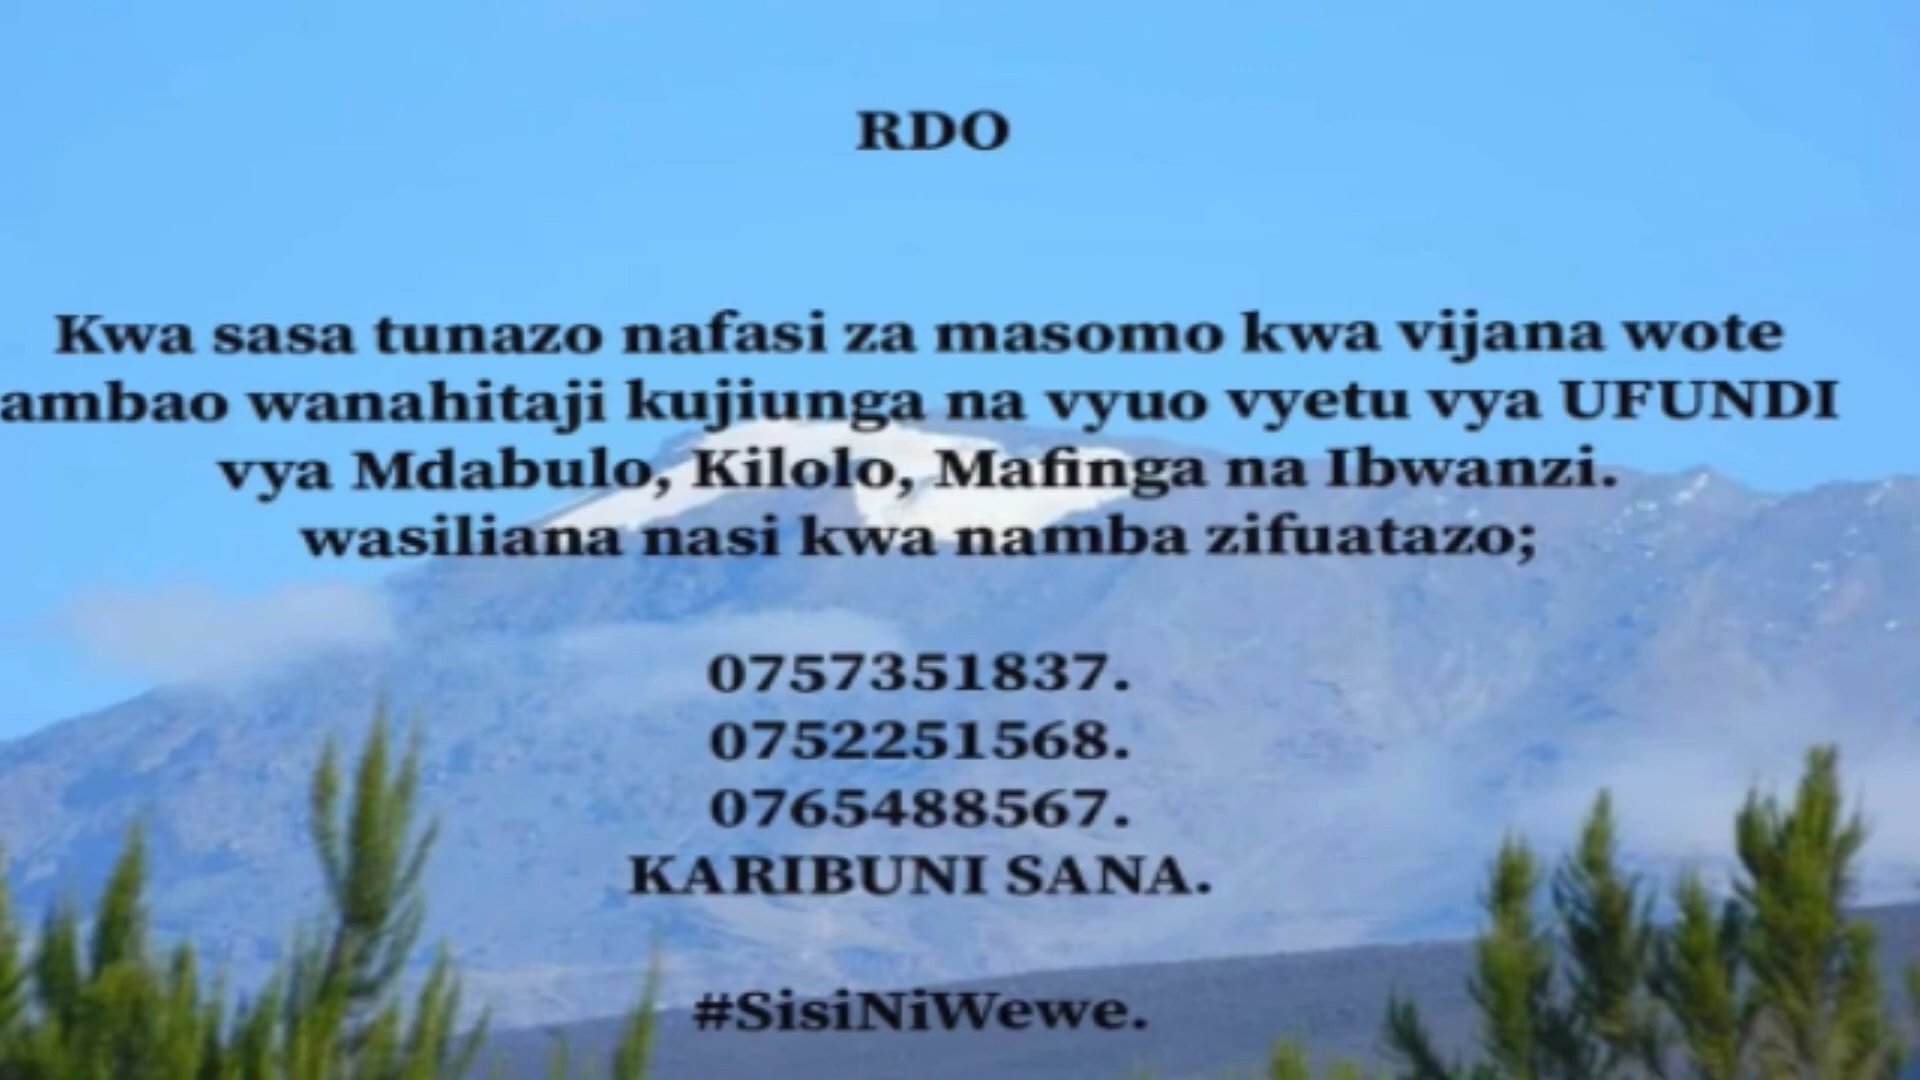 RDO
Kwa sasa tunazo nafasi za masomo kwa vijana wote
ambao wanahitaji kujiunga na vyuo vyetu vya UFUNDI
vya Mdabulo, Kilolo, Mafinga na Ibwanzi.
wasiliana nasi kwa namba zifuatazo;
0757351837.
0752251568.
0765488567.
KARIBUNI SANA.
#SisiNiWewe.